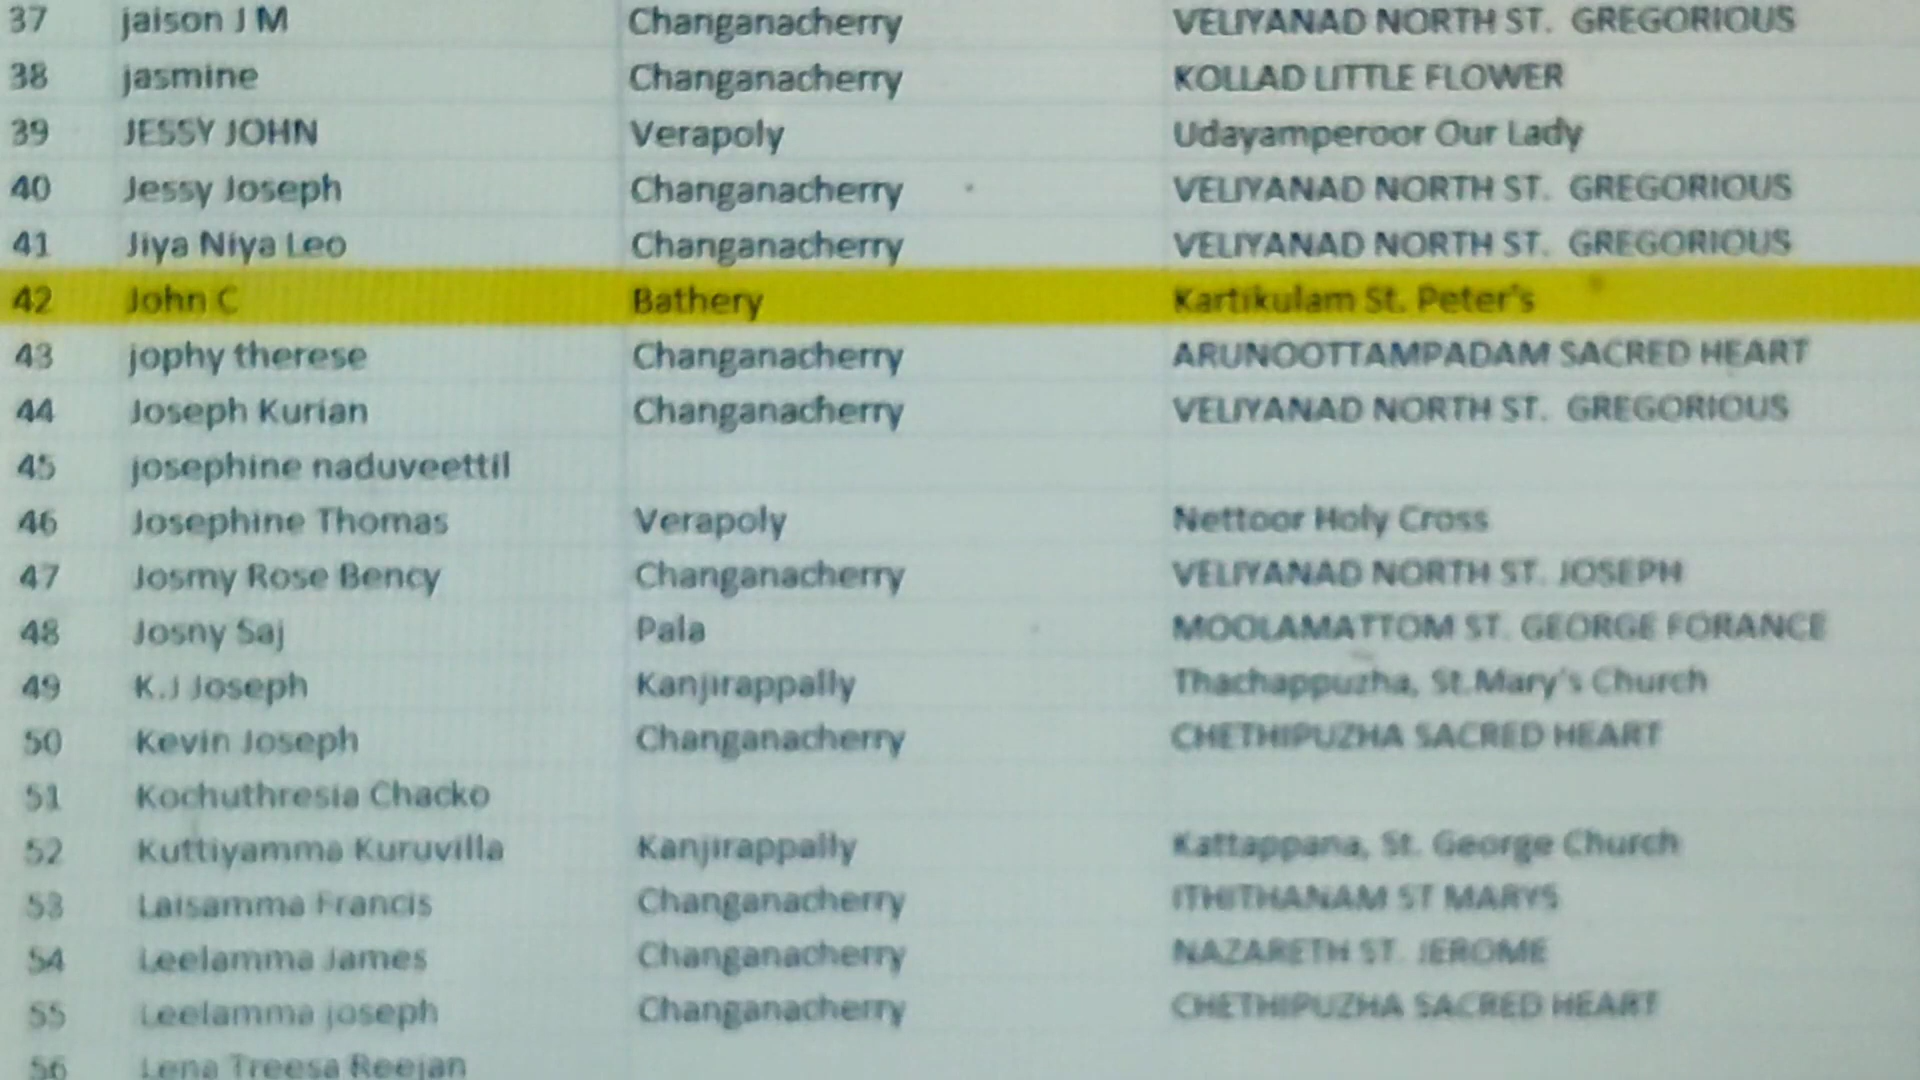 37 jaison J M Changanacherry VELIYANAD NORTH ST. GREGORIOUS
38 jasmine Changanacherry KOLLAD LITTLE FLOWER
39 JESSY JOHN Verapoly Udayamperoor Our Lady
40 Jessy Joseph Changanacherry VELIYANAD NORTH ST. GREGORIOUS
41 Jiya Niya Leo Changanacherry VELIYANAD NORTH ST. GREGORIOUS
42 John C Bathery Kartikulam St. Peter's
43 jophy therese Changanacherry ARUNOOTTAMPADAM SACRED HEART
44 Joseph Kurian Changanacherry VELIYANAD NORTH ST. GREGORIOUS
45 josephine naduveettil
46 Josephine Thomas Verapoly Nettoor Holy Cross
47 Josmy Rose Bency Changanacherry VELIYANAD NORTH ST. JOSEPH
48 Josny Saj Pala MOOLAMATTOM ST. GEORGE FORANCE
49 K.J Joseph Kanjirappally Thachappuzha, St.Mary's Church
50 Kevin Joseph Changanacherry CHETHIPUZHA SACRED HEART
51 Kochuthresia Chacko
52 Kuttiyamma Kuruvilla Kanjirappally Kattappana, St. George Church
53 Laisamma Francis Changanacherry ITHITHANAM ST MARYS
54 Leelamma James Changanacherry NAZARETH ST. JEROME
55 Leelamma joseph Changanacherry CHETHIPUZHA SACRED HEART
56 Lena Treesa Reejan